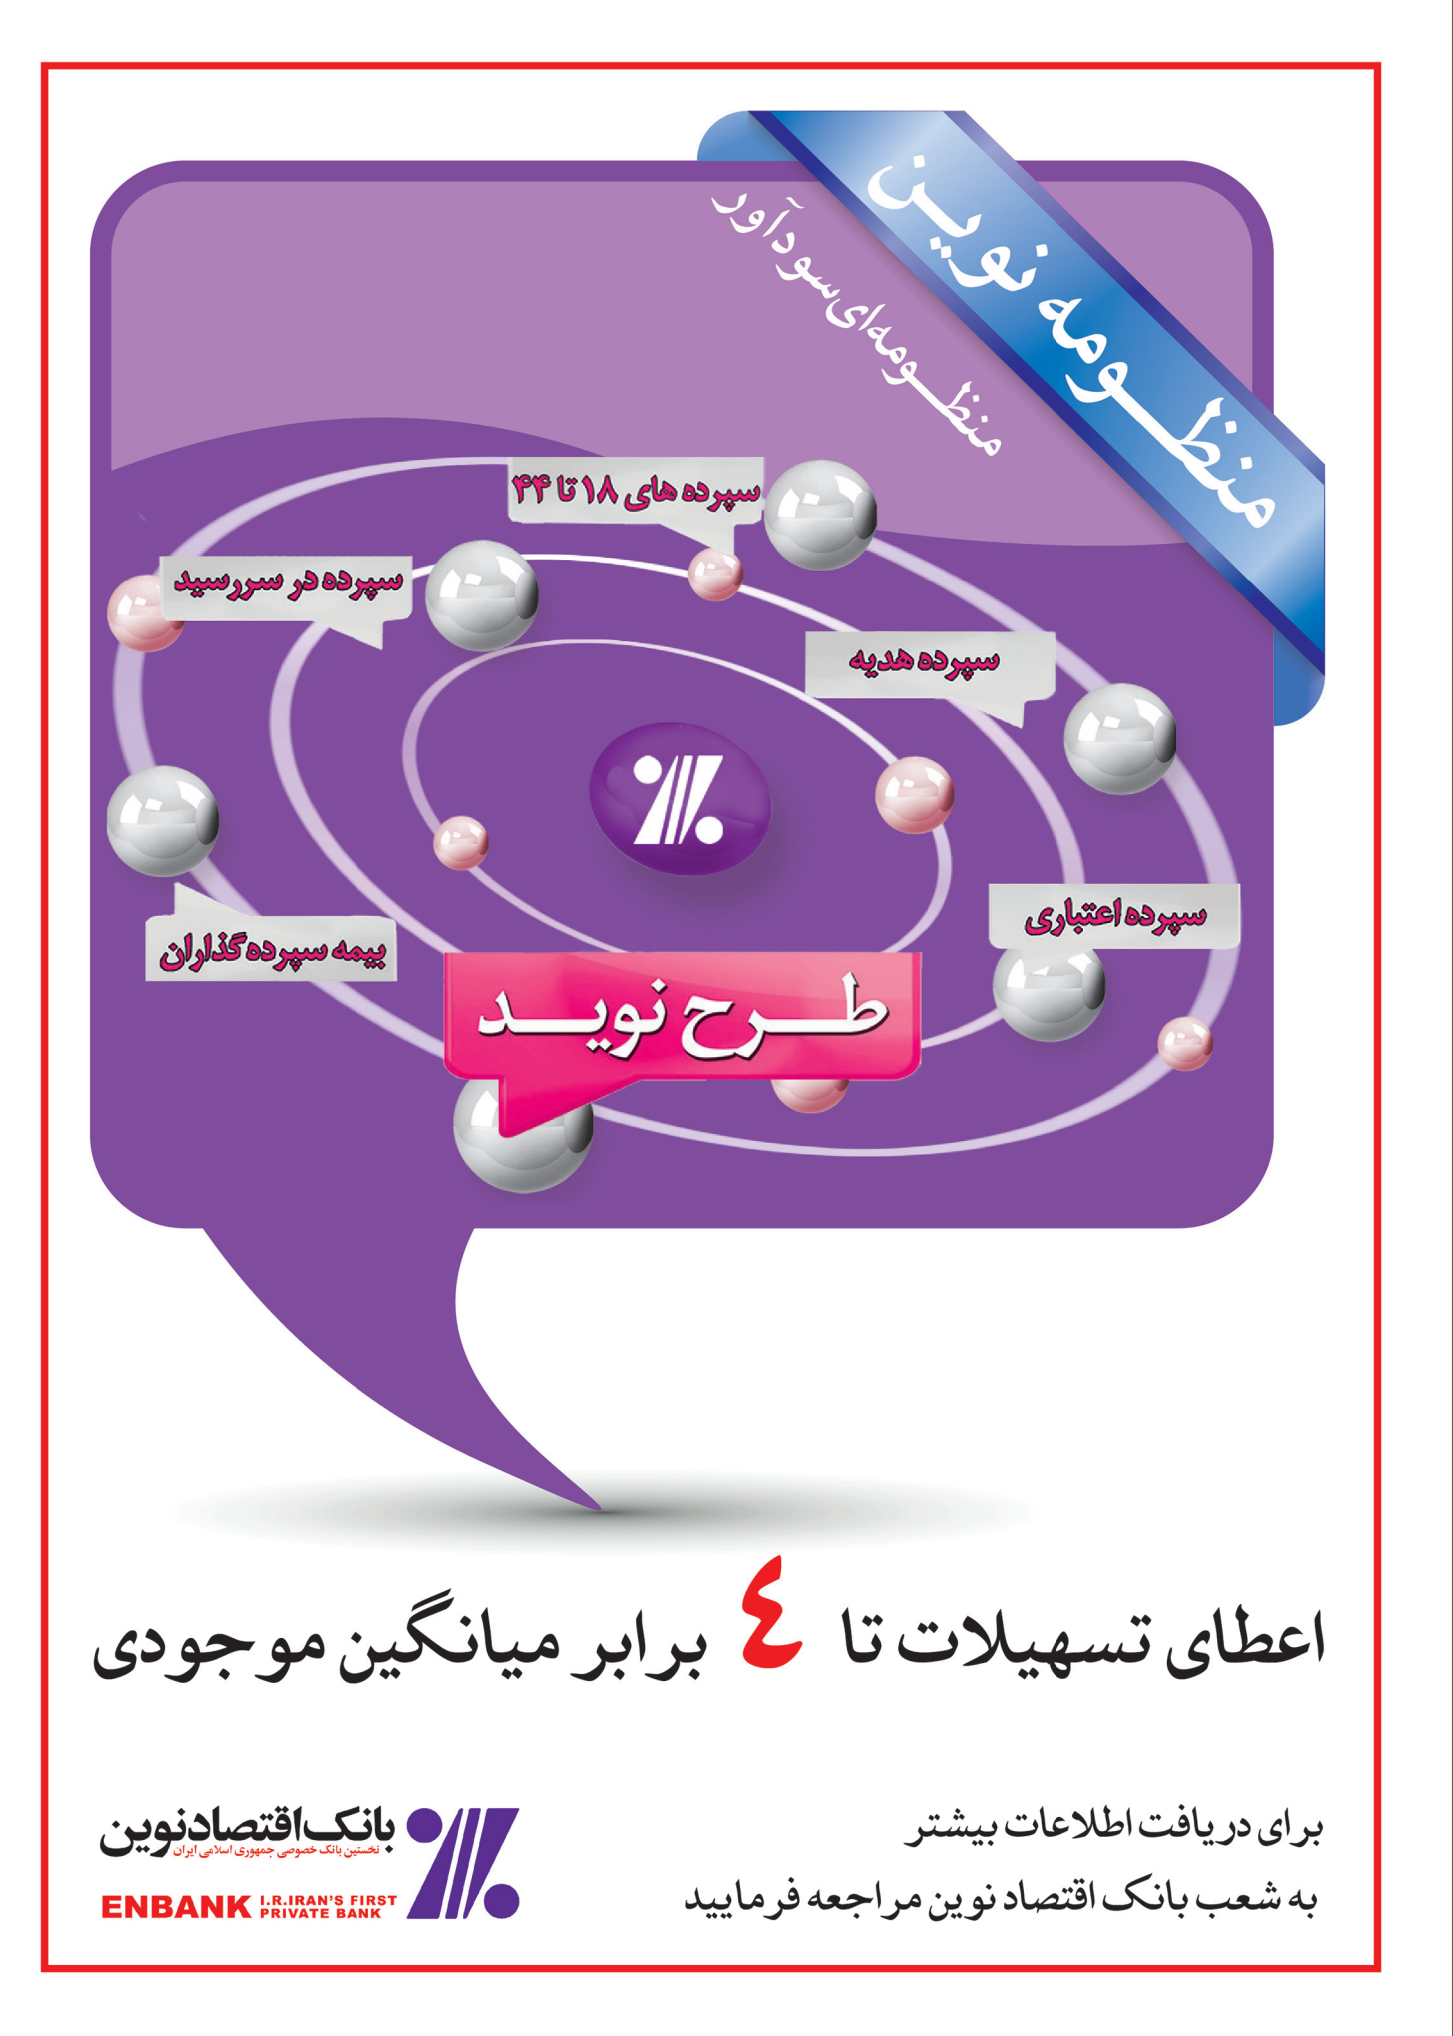 منظومه نوین
منظومه‌ای سودآور
سپرده های ۱۸ تا ۴۴
سپرده در سررسید
سپرده هدیه
سپرده اعتباری
بیمه سپرده گذاران
طرح نوید
اعطای تسهیلات تا ٤ برابر میانگین موجودی
برای دریافت اطلاعات بیشتر
به شعب بانک اقتصاد نوین مراجعه فرمایید
بانک اقتصاد نوین
نخستین بانک خصوصی جمهوری اسلامی ایران
ENBANK I.R.IRAN'S FIRST
PRIVATE BANK